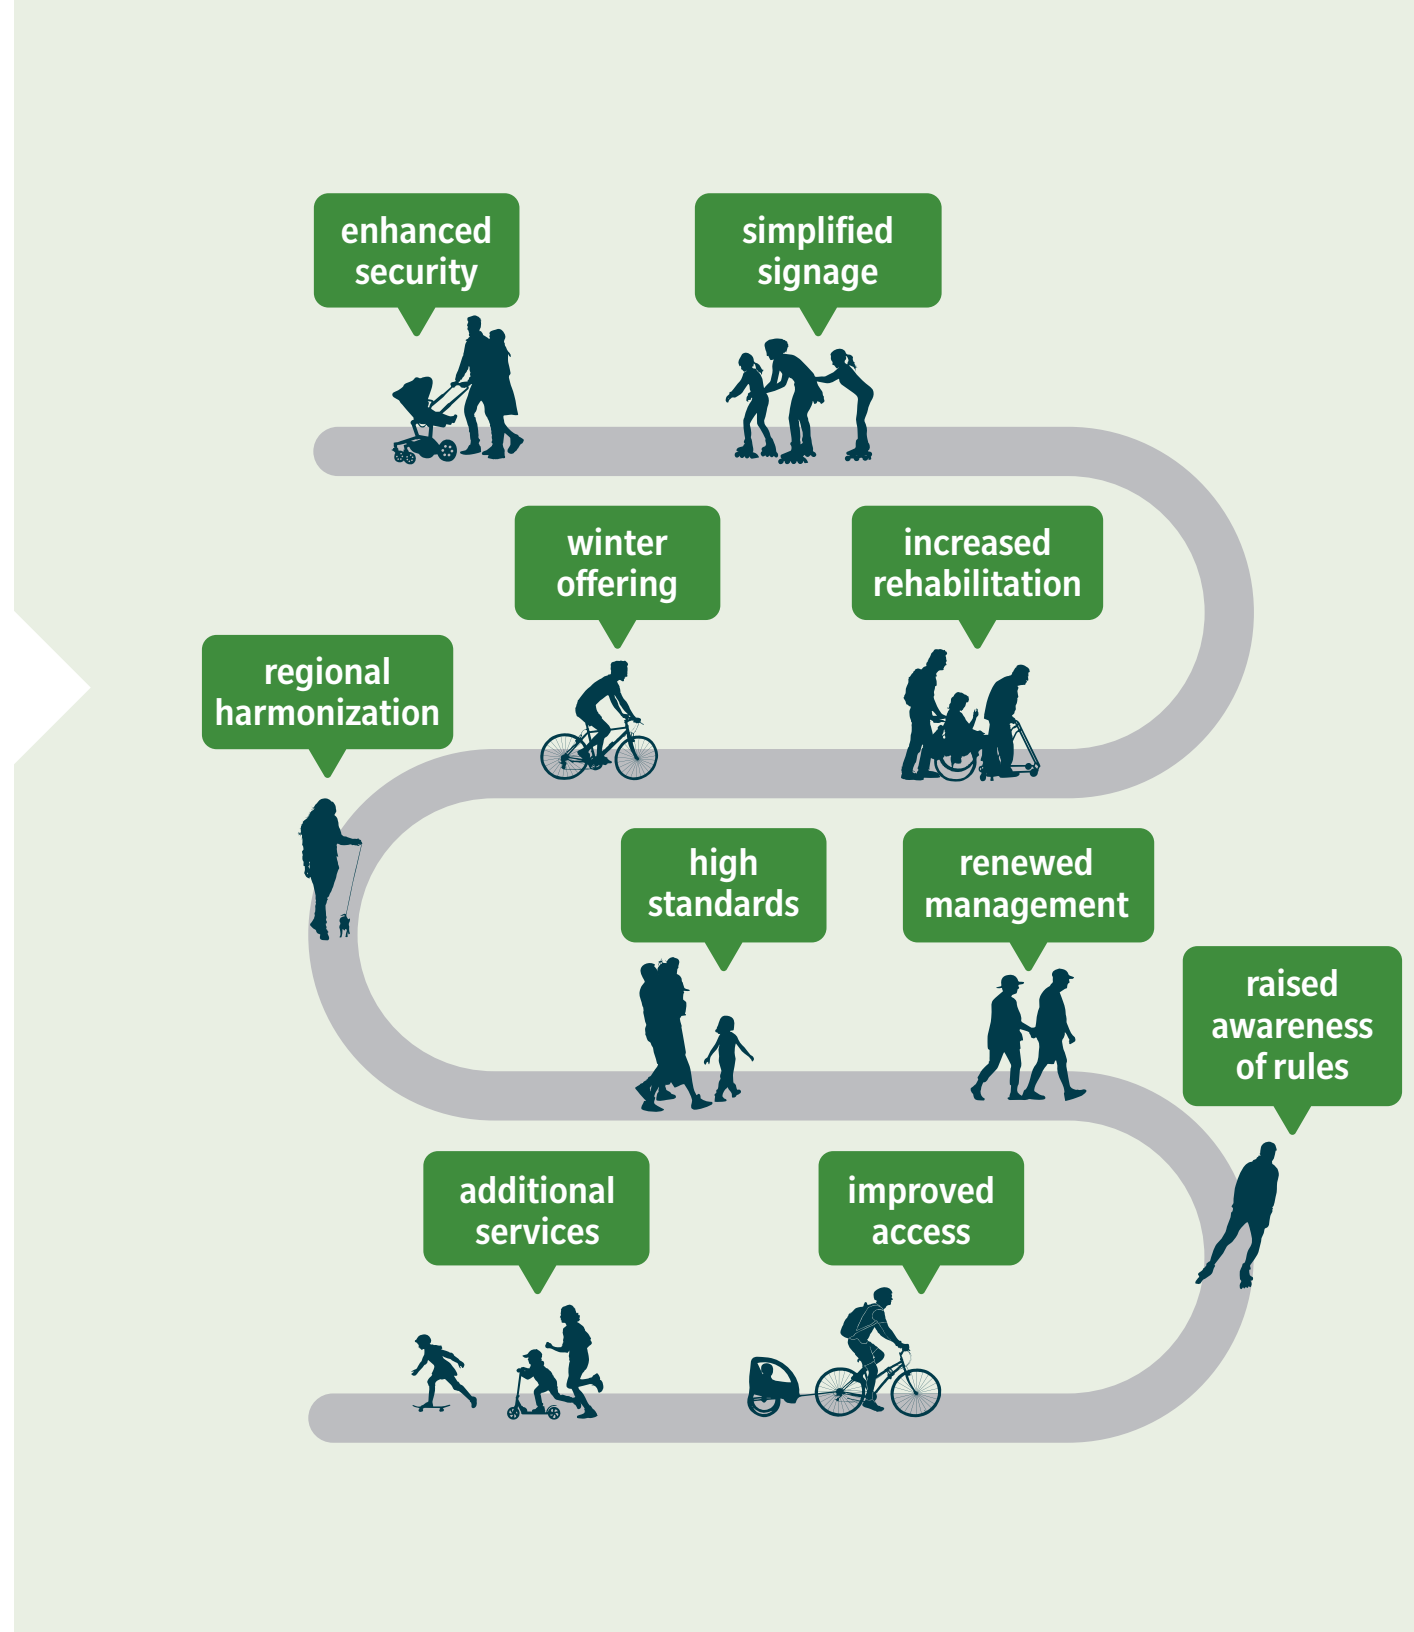 enhanced
security
simplified
signage
winter
offering
increased
rehabilitation
regional
harmonization
high
standards
renewed
management
raised
awareness
of rules
additional
services
improved
access